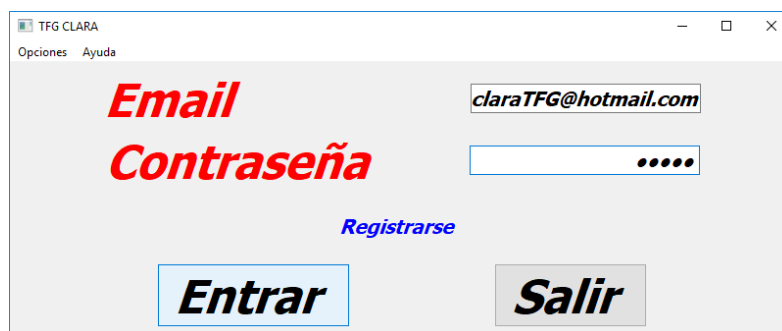 TFG CLARA
Opciones Ayuda
Email claraTFG@hotmail.com
Contraseña •••••
Registrarse
Entrar Salir